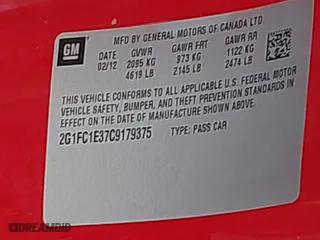 GM
MFD BY GENERAL MOTORS OF CANADA LTD.
DATE GVWR GAWR FRT GAWR RR
02/12 2095 KG 973 KG 1122 KG
4619 LB 2145 LB 2474 LB
THIS VEHICLE CONFORMS TO ALL APPLICABLE U.S. FEDERAL MOTOR
VEHICLE SAFETY, BUMPER, AND THEFT PREVENTION STANDARDS IN
EFFECT ON THE DATE OF MANUFACTURE SHOWN ABOVE.
2G1FC1E37C9179375 TYPE: PASS CAR
DREAMBID